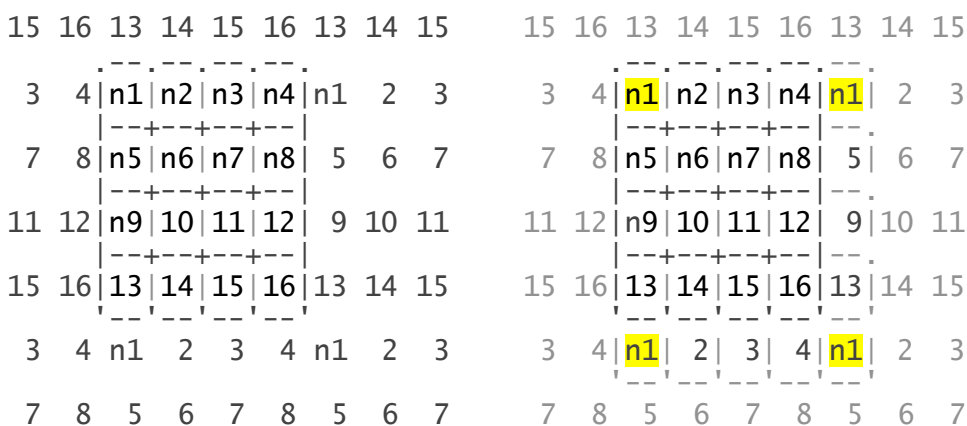 15 16 13 14 15 16 13 14 15    15 16 13 14 15 16 13 14 15
      .--.--.--.--.                 .--.--.--.--.--.
 3  4|n1|n2|n3|n4|n1  2  3     3  4|n1|n2|n3|n4|n1| 2  3
     |--+--+--+--|                 |--+--+--+--|--.
 7  8|n5|n6|n7|n8| 5  6  7     7  8|n5|n6|n7|n8| 5| 6  7
     |--+--+--+--|                 |--+--+--+--|--.
11 12|n9|10|11|12| 9 10 11    11 12|n9|10|11|12| 9|10 11
     |--+--+--+--|                 |--+--+--+--|--.
15 16|13|14|15|16|13 14 15    15 16|13|14|15|16|13|14 15
     '--'--'--'--'                 '--'--'--'--'--'
 3  4 n1  2  3  4 n1  2  3     3  4|n1| 2| 3| 4|n1| 2  3
                                   '--'--'--'--'--'
 7  8  5  6  7  8  5  6  7     7  8  5  6  7  8  5  6  7